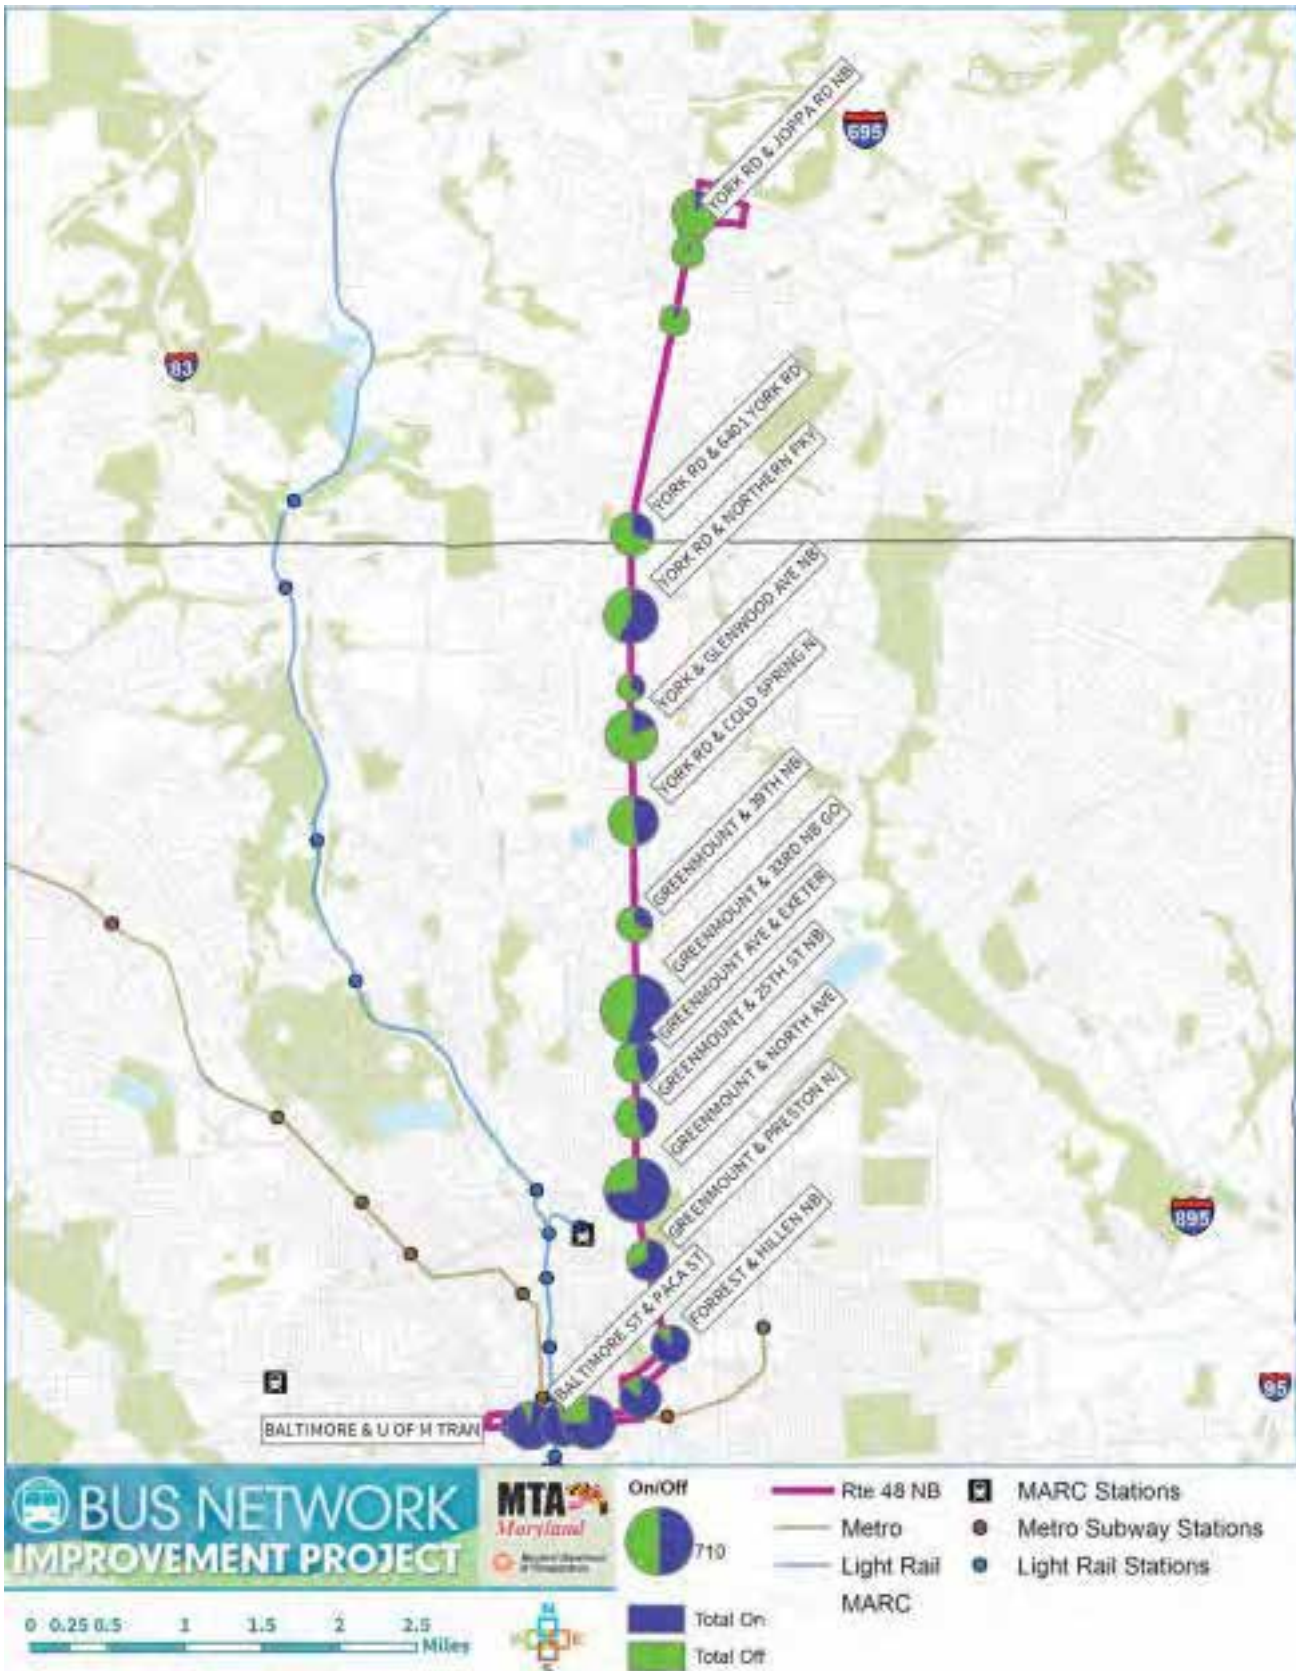 YORK RD & JOPPA RD NB
695
83
YORK RD & 6401 YORK RD
YORK RD & NORTHERN PKY
YORK & GLENWOOD AVE NB
YORK RD & COLD SPRING N
GREENMOUNT & 39TH NB
GREENMOUNT & 33RD NB GO
GREENMOUNT AVE & EXETER
GREENMOUNT & 25TH ST NB
GREENMOUNT & NORTH AVE
GREENMOUNT & PRESTON N/
895
FORREST & HILLEN NB
BALTIMORE ST & PACA ST
95
BALTIMORE & U OF M TRAN
BUS NETWORK
IMPROVEMENT PROJECT
MTA
Maryland
On/Off
710
Total On
Total Off
Rte 48 NB
Metro
Light Rail
MARC
MARC Stations
Metro Subway Stations
Light Rail Stations
0 0.25 0.5 1 1.5 2 2.5
Miles
N
E
S